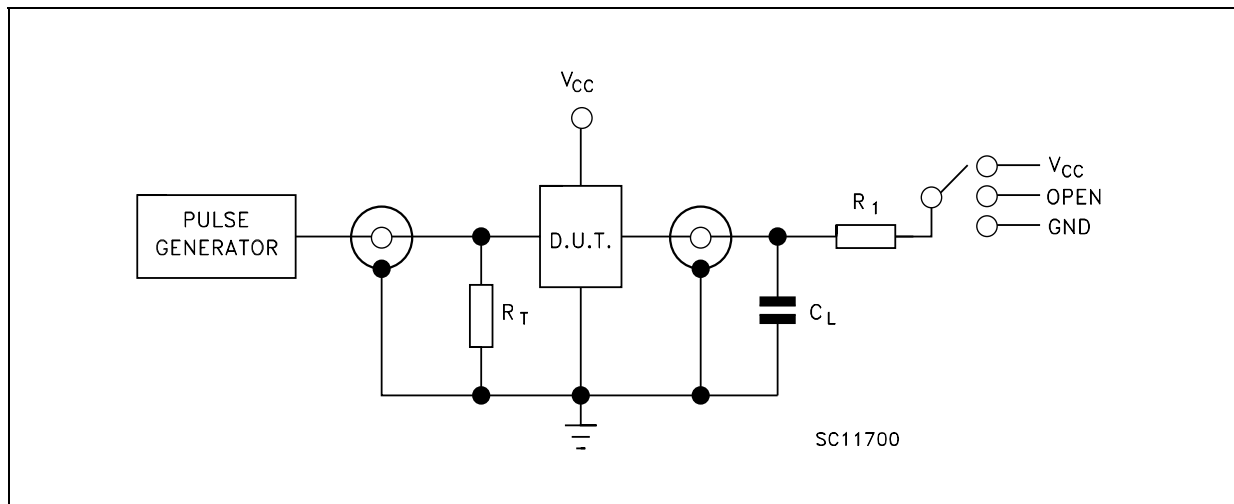 VCC
PULSE
GENERATOR
D.U.T.
RT
CL
R1
VCC
OPEN
GND
SC11700